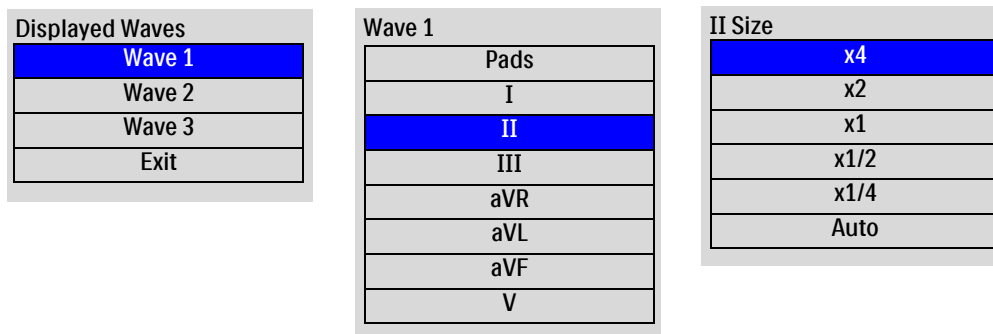 Displayed Waves
Wave 1
Wave 2
Wave 3
Exit
Wave 1
Pads
I
II
III
aVR
aVL
aVF
V
II Size
x4
x2
x1
x1/2
x1/4
Auto